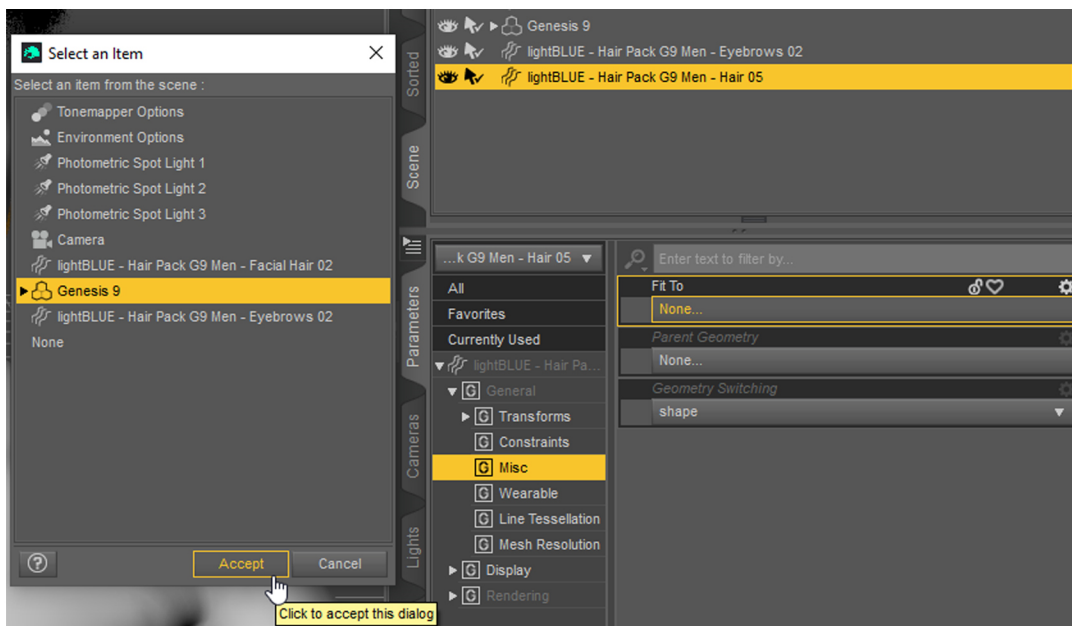 Select an Item
Select an item from the scene :
Tonemapper Options
Environment Options
Photometric Spot Light 1
Photometric Spot Light 2
Photometric Spot Light 3
Camera
lightBLUE - Hair Pack G9 Men - Facial Hair 02
Genesis 9
lightBLUE - Hair Pack G9 Men - Eyebrows 02
None
?
Accept
Cancel
Click to accept this dialog
Sorted
Scene
Genesis 9
lightBLUE - Hair Pack G9 Men - Eyebrows 02
lightBLUE - Hair Pack G9 Men - Hair 05
Parameters
Cameras
Lights
...k G9 Men - Hair 05
All
Favorites
Currently Used
lightBLUE - Hair Pa...
G General
G Transforms
G Constraints
G Misc
G Wearable
G Line Tessellation
G Mesh Resolution
G Display
G Rendering
Enter text to filter by...
Fit To
None...
Parent Geometry
None...
Geometry Switching
shape